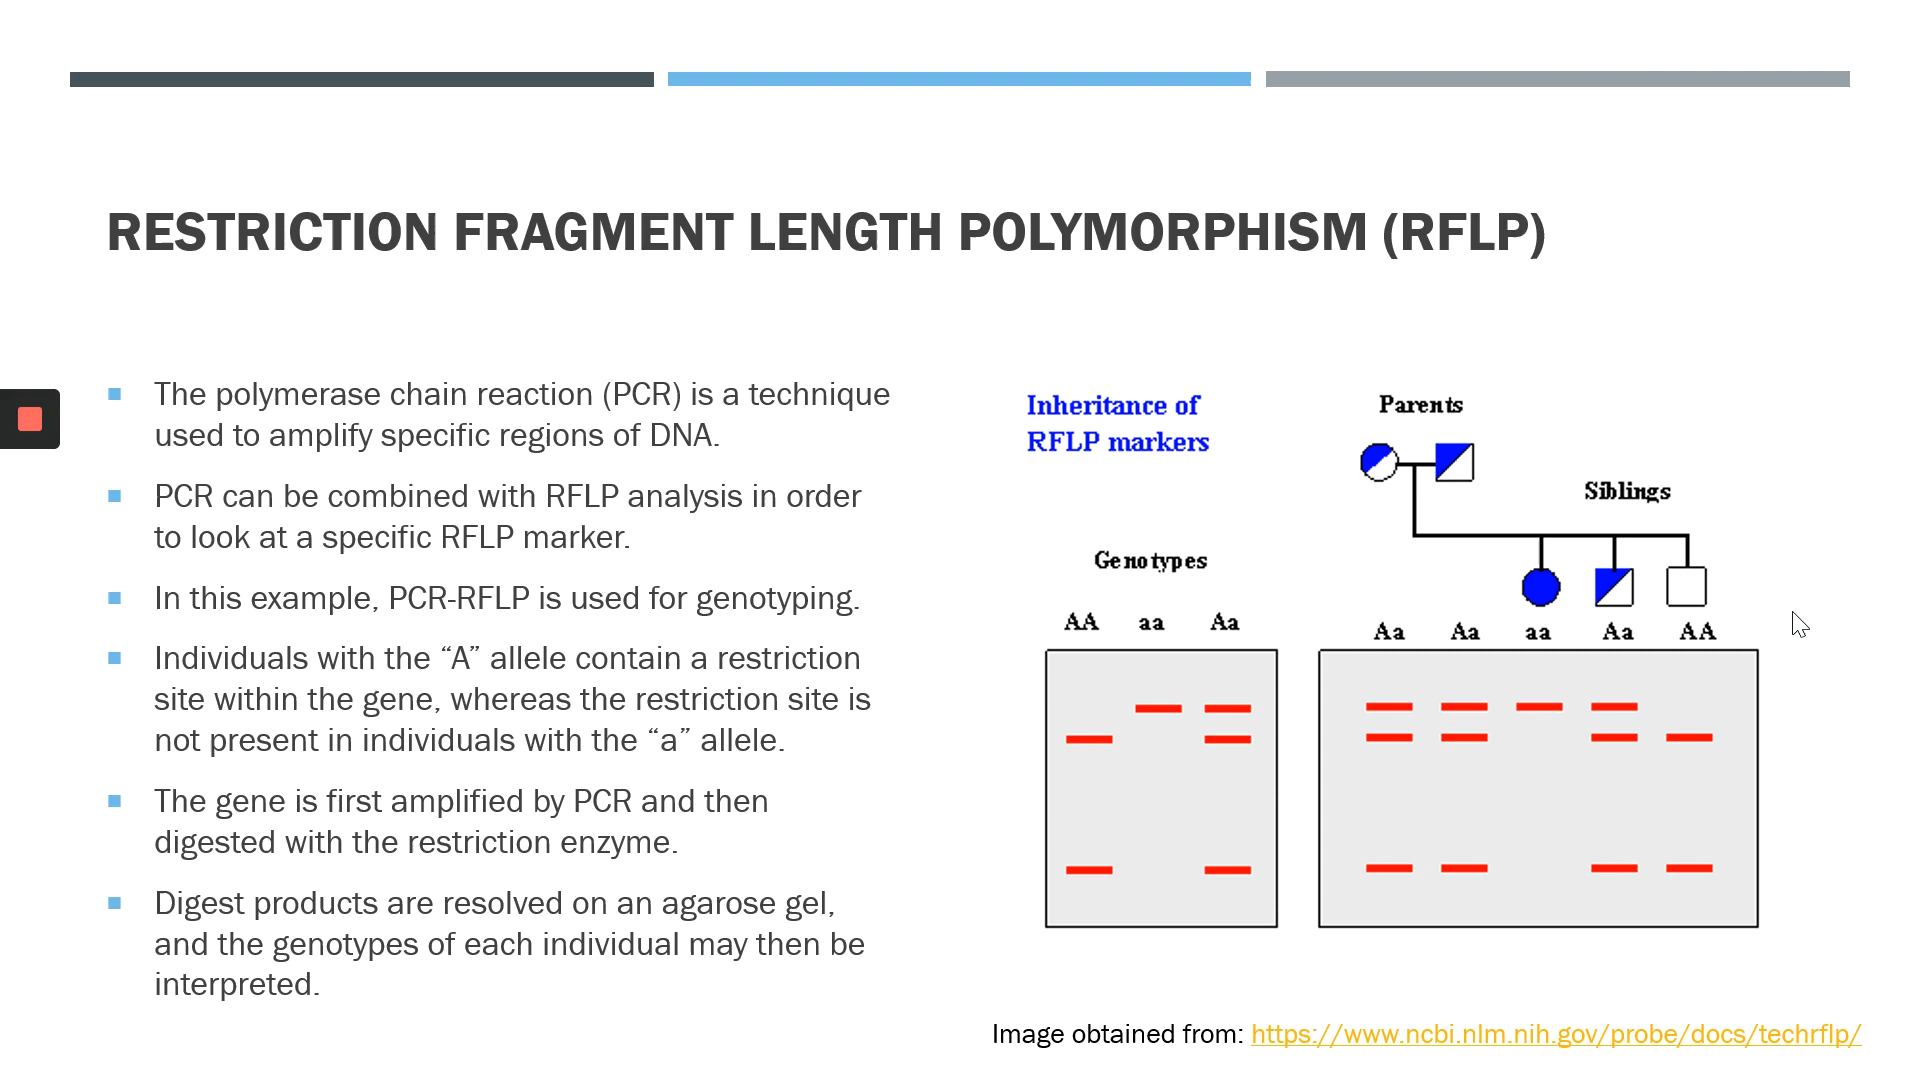 RESTRICTION FRAGMENT LENGTH POLYMORPHISM (RFLP)
The polymerase chain reaction (PCR) is a technique
used to amplify specific regions of DNA.
PCR can be combined with RFLP analysis in order
to look at a specific RFLP marker.
In this example, PCR-RFLP is used for genotyping.
Individuals with the “A” allele contain a restriction
site within the gene, whereas the restriction site is
not present in individuals with the “a” allele.
The gene is first amplified by PCR and then
digested with the restriction enzyme.
Digest products are resolved on an agarose gel,
and the genotypes of each individual may then be
interpreted.
Inheritance of
RFLP markers
Parents
Siblings
Genotypes
AA aa Aa
Aa Aa aa Aa AA
Image obtained from: https://www.ncbi.nlm.nih.gov/probe/docs/techrflp/